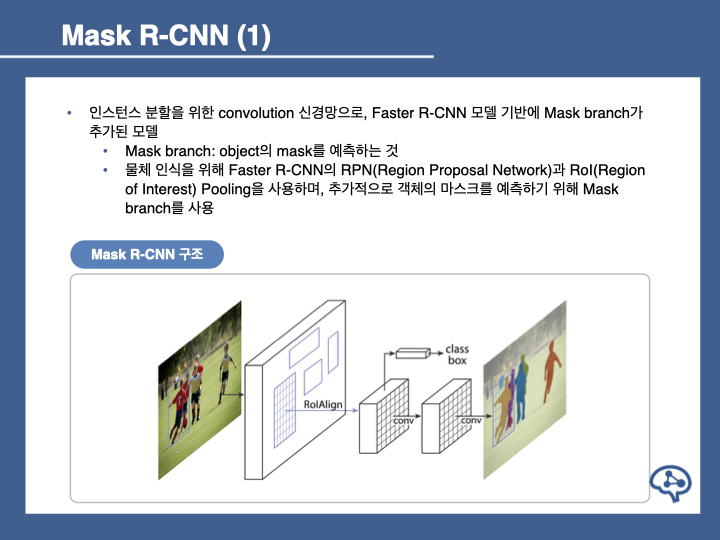 Mask R-CNN (1)
• 인스턴스 분할을 위한 convolution 신경망으로, Faster R-CNN 모델 기반에 Mask branch가
추가된 모델
• Mask branch: object의 mask를 예측하는 것
• 물체 인식을 위해 Faster R-CNN의 RPN(Region Proposal Network)과 RoI(Region
of Interest) Pooling을 사용하며, 추가적으로 객체의 마스크를 예측하기 위해 Mask
branch를 사용
Mask R-CNN 구조
class
box
RoIAlign
conv
conv